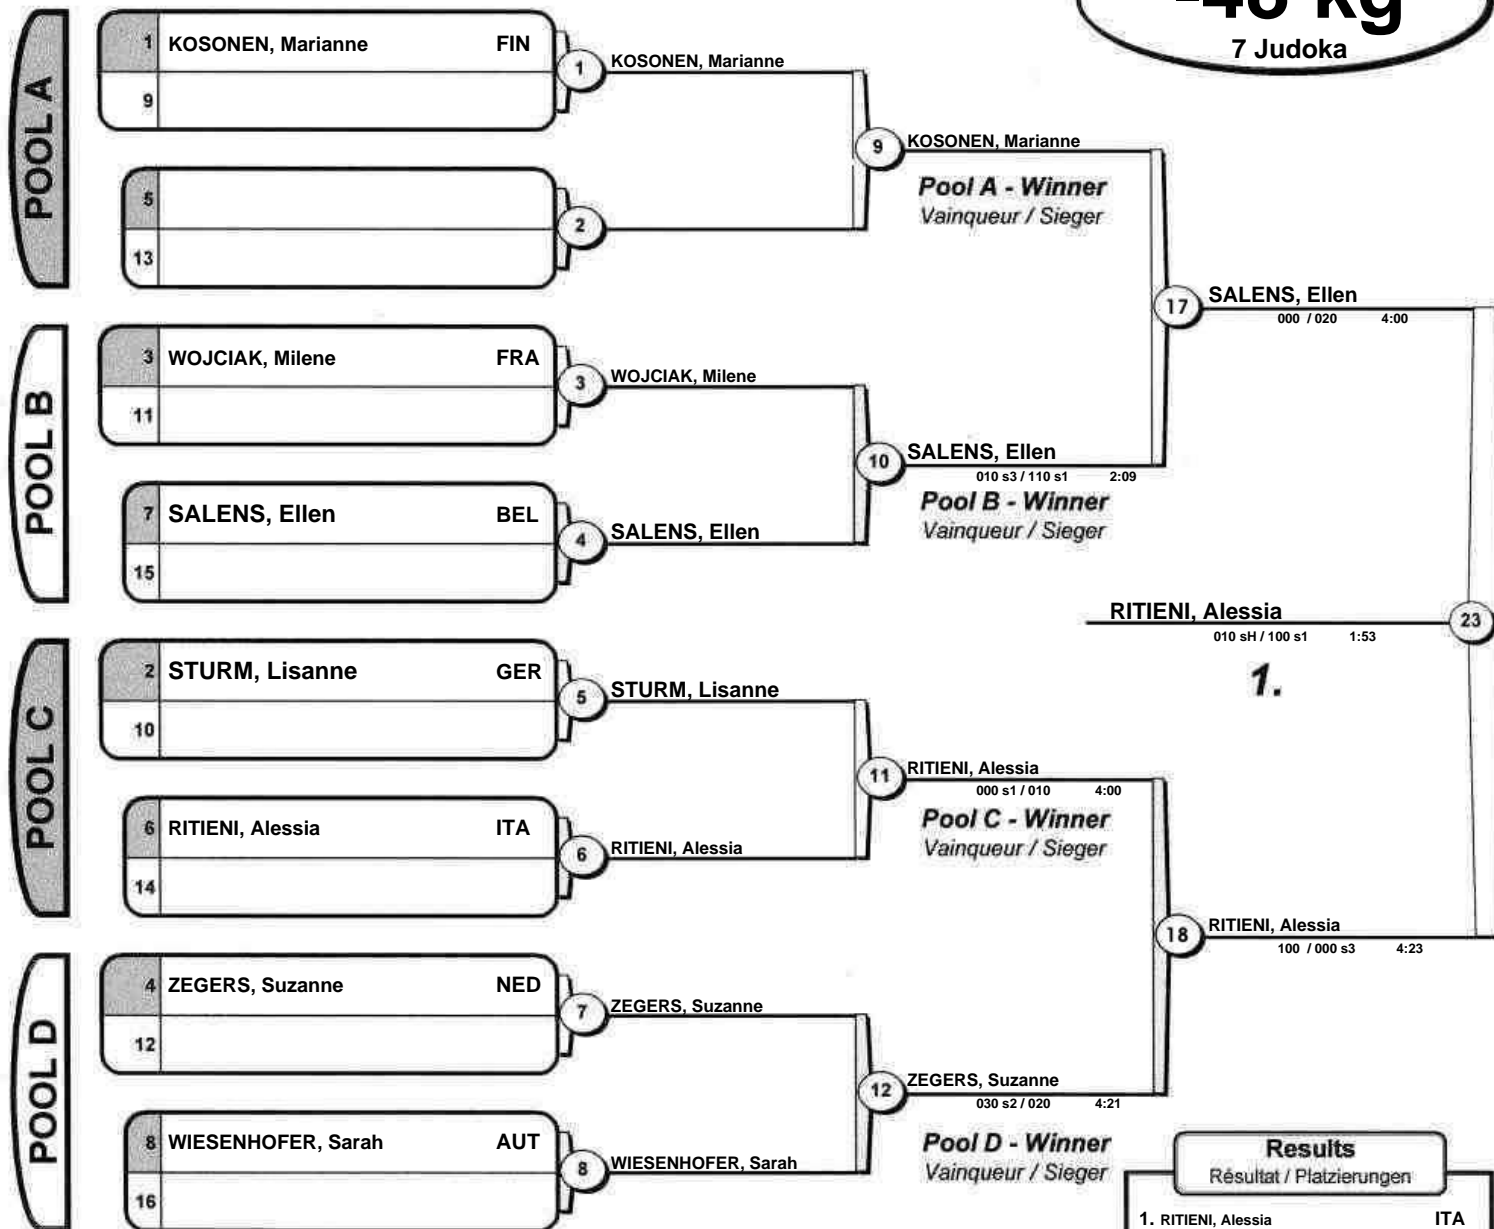 -48 kg
7 Judoka
POOL A
1 KOSONEN, Marianne FIN
9
1 KOSONEN, Marianne
5
13
2
9 KOSONEN, Marianne
Pool A - Winner
Vainqueur / Sieger
17 SALENS, Ellen
000 / 020 4:00
POOL B
3 WOJCIAK, Milene FRA
11
3 WOJCIAK, Milene
7 SALENS, Ellen BEL
15
4 SALENS, Ellen
10 SALENS, Ellen
010 s3 / 110 s1 2:09
Pool B - Winner
Vainqueur / Sieger
RITIENI, Alessia 23
010 sH / 100 s1 1:53
1.
POOL C
2 STURM, Lisanne GER
10
5 STURM, Lisanne
6 RITIENI, Alessia ITA
14
6 RITIENI, Alessia
11 RITIENI, Alessia
000 s1 / 010 4:00
Pool C - Winner
Vainqueur / Sieger
18 RITIENI, Alessia
100 / 000 s3 4:23
POOL D
4 ZEGERS, Suzanne NED
12
7 ZEGERS, Suzanne
8 WIESENHOFER, Sarah AUT
16
8 WIESENHOFER, Sarah
12 ZEGERS, Suzanne
030 s2 / 020 4:21
Pool D - Winner
Vainqueur / Sieger
Results
Résultat / Platzierungen
1. RITIENI, Alessia ITA